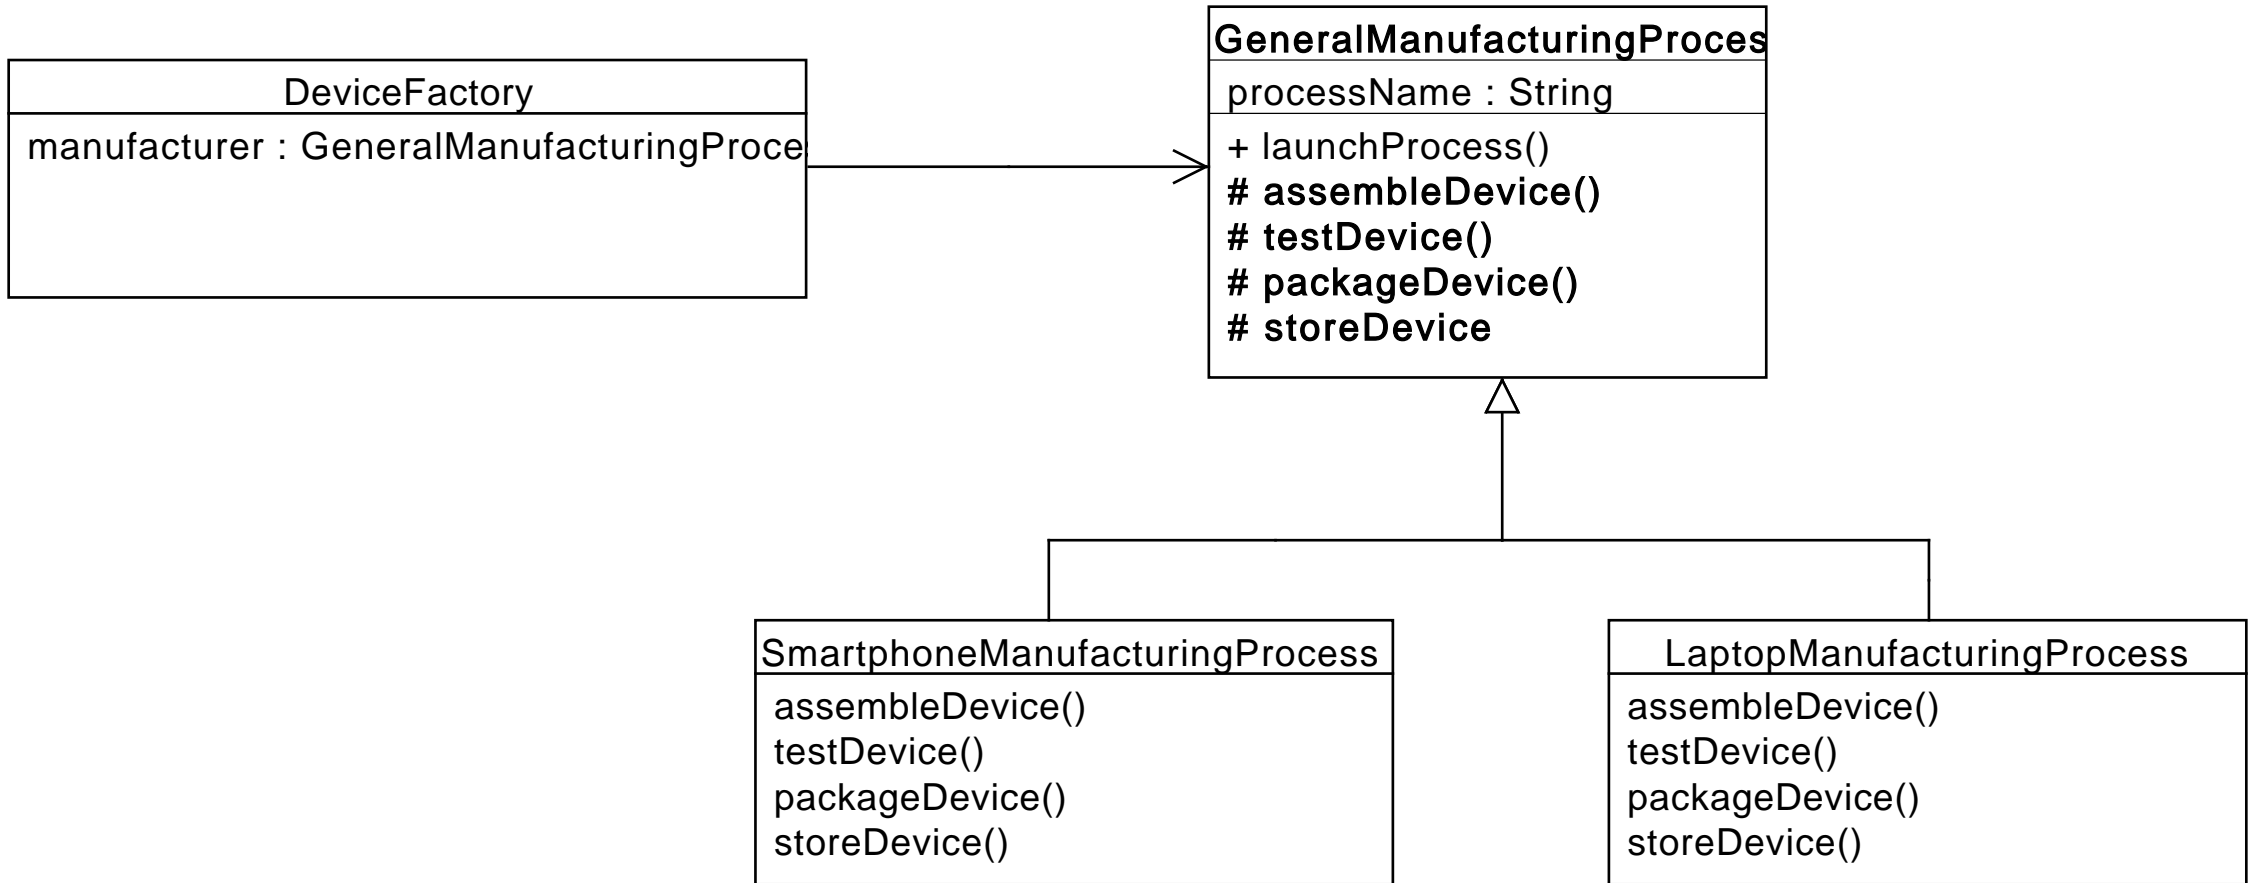 DeviceFactory
manufacturer : GeneralManufacturingProce
GeneralManufacturingProces
processName : String
+ launchProcess()
# assembleDevice()
# testDevice()
# packageDevice()
# storeDevice
SmartphoneManufacturingProcess
assembleDevice()
testDevice()
packageDevice()
storeDevice()
LaptopManufacturingProcess
assembleDevice()
testDevice()
packageDevice()
storeDevice()